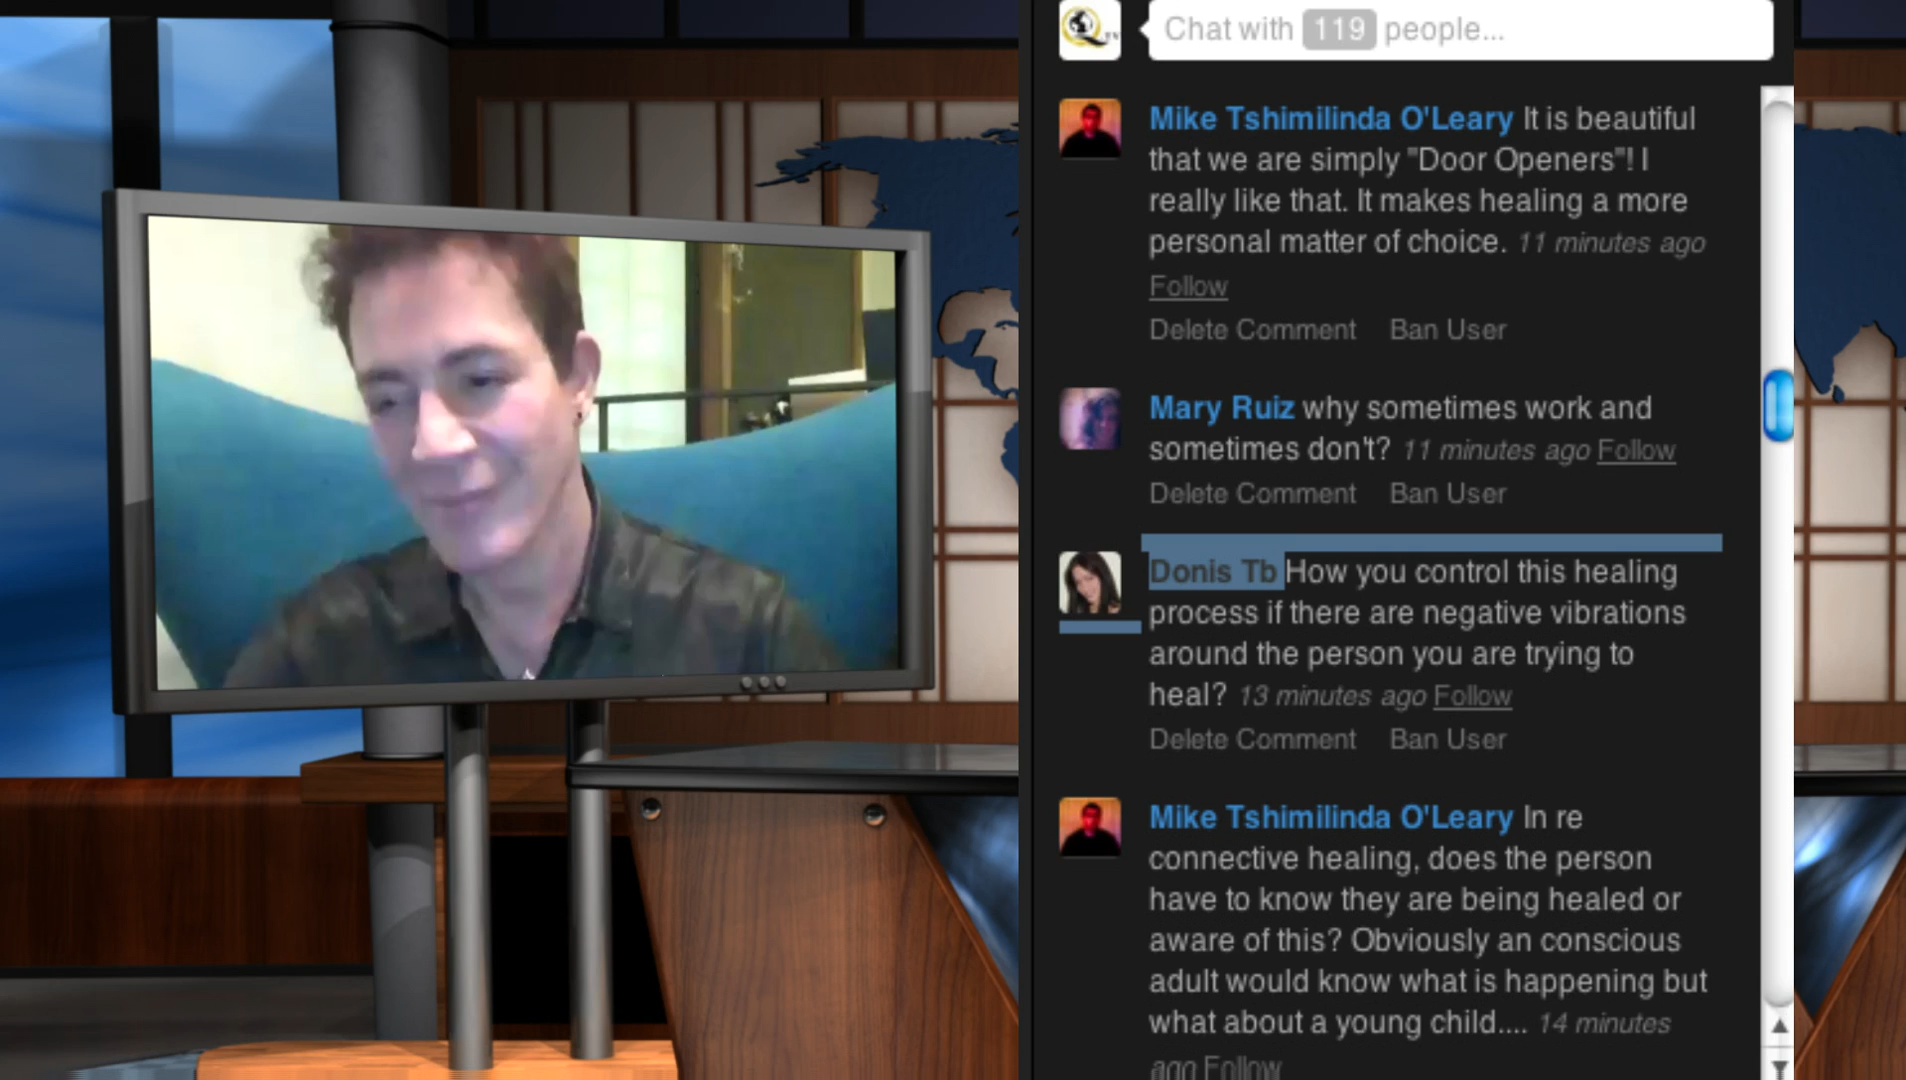 TV
Chat with 119 people...
Mike Tshimilinda O'Leary It is beautiful
that we are simply "Door Openers"! I
really like that. It makes healing a more
personal matter of choice. 11 minutes ago
Follow
Delete Comment Ban User
Mary Ruiz why sometimes work and
sometimes don't? 11 minutes ago Follow
Delete Comment Ban User
Donis Tb How you control this healing
process if there are negative vibrations
around the person you are trying to
heal? 13 minutes ago Follow
Delete Comment Ban User
Mike Tshimilinda O'Leary In re
connective healing, does the person
have to know they are being healed or
aware of this? Obviously an conscious
adult would know what is happening but
what about a young child.... 14 minutes
ago Follow